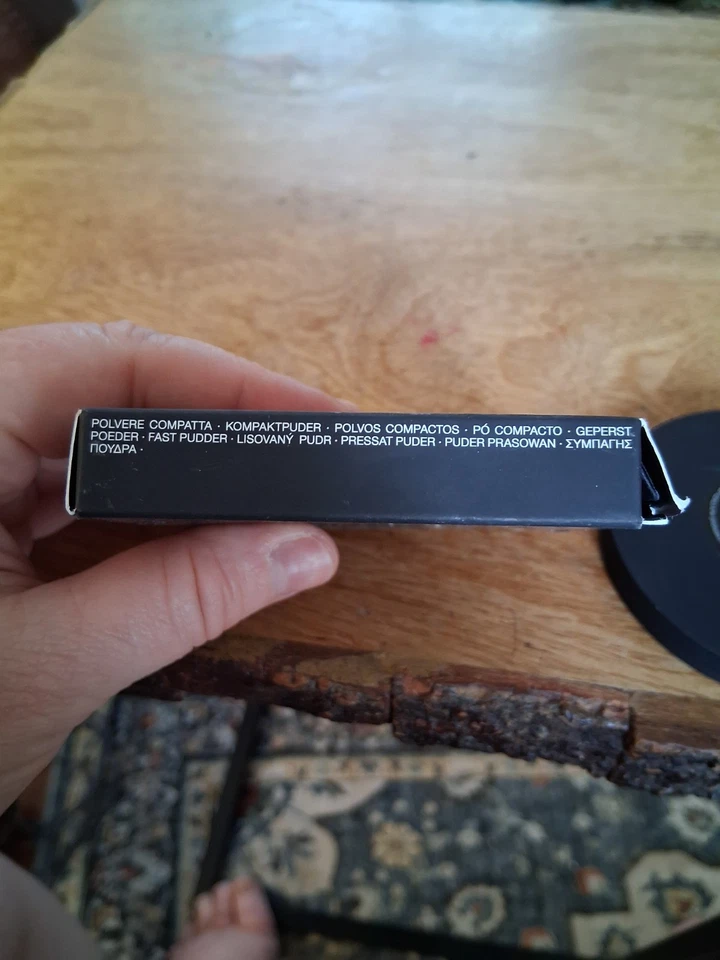 POLVERE COMPATTA · KOMPAKTPUDER · POLVOS COMPACTOS · PÓ COMPACTO · GEPERST
POEDER · FAST PUDDER · LISOVANÝ PUDR · PRESSAT PUDER · PUDER PRASOWAN · ΣΥΜΠΑΓΗΣ
ΠΟΥΔΡΑ ·